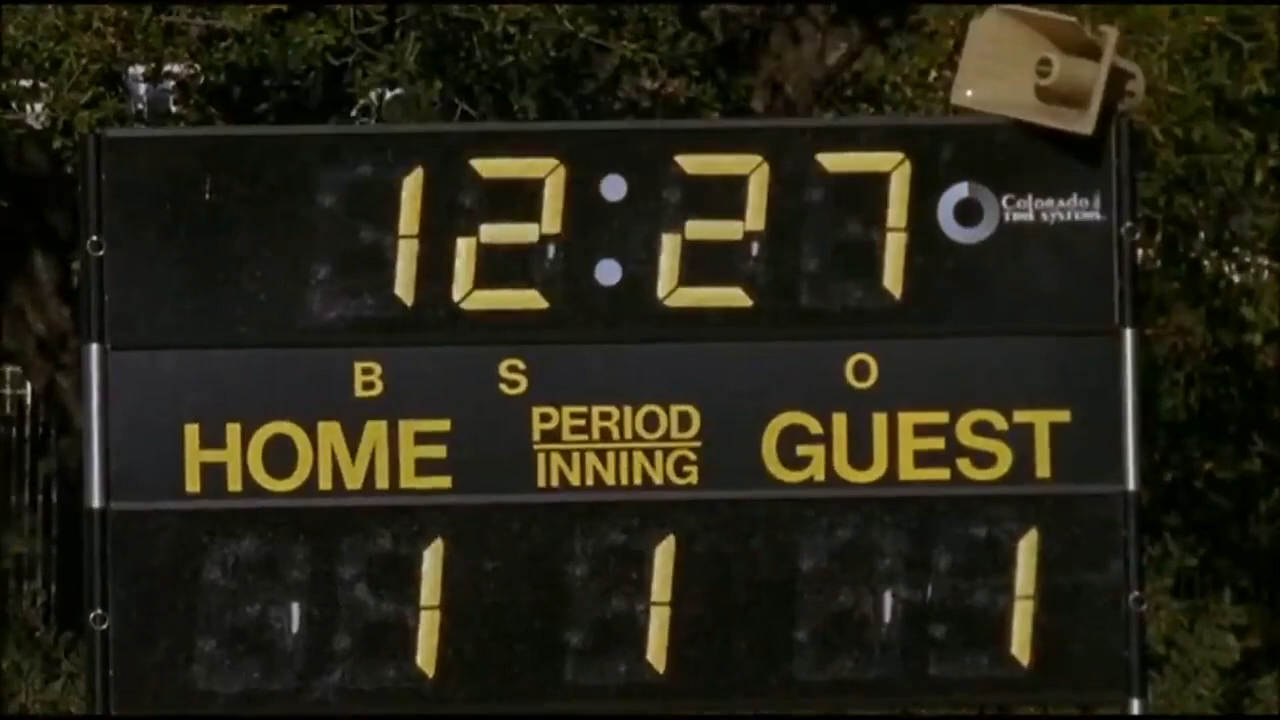 12:27
Colorado
TIME SYSTEMS
B S O
HOME PERIOD GUEST
INNING
1 1 1